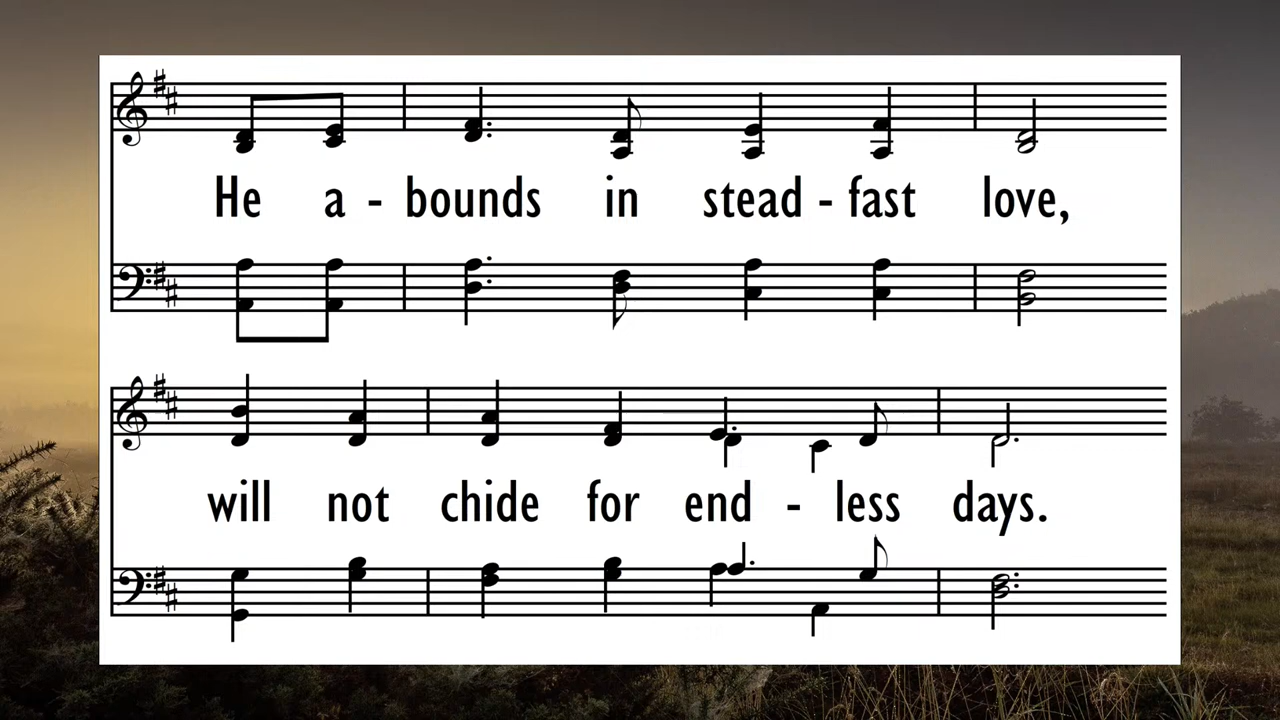 He a - bounds in stead - fast love,
will not chide for end - less days.